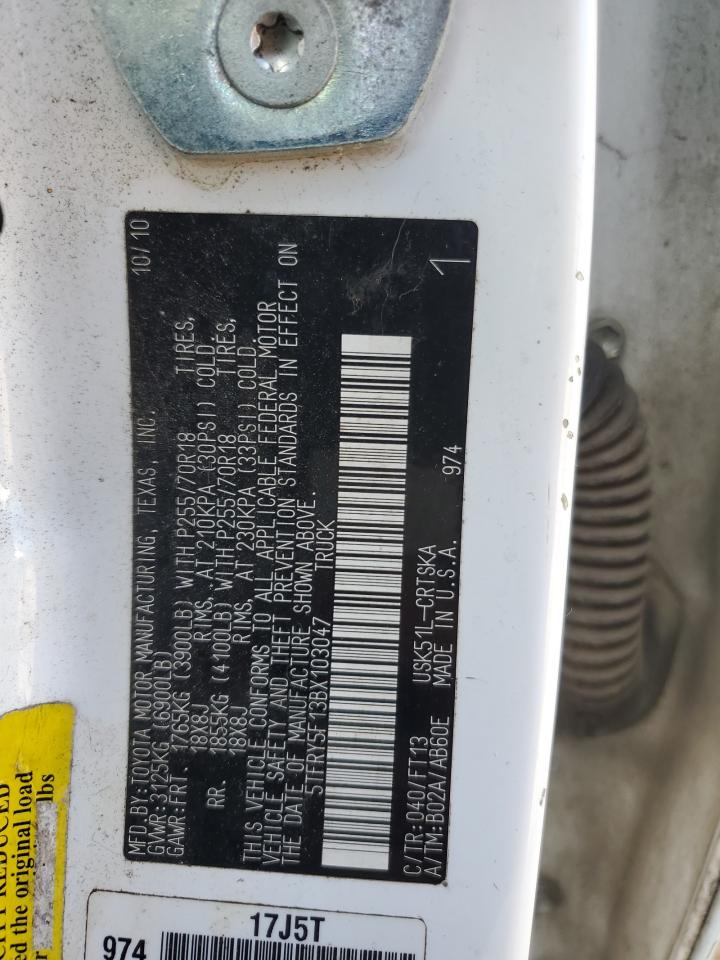 MFD.BY:TOYOTA MOTOR MANUFACTURING, TEXAS, INC. 10/10
GVWR:3125KG (6900LB)
GAWR:FRT. 1765KG (3900LB) WITH P255/70R18 TIRES,
18X8J RIMS, AT 210KPA (30PSI) COLD.
RR. 1855KG (4100LB) WITH P255/70R18 TIRES,
18X8J RIMS, AT 230KPA (33PSI) COLD.
THIS VEHICLE CONFORMS TO ALL APPLICABLE FEDERAL MOTOR
VEHICLE SAFETY AND THEFT PREVENTION STANDARDS IN EFFECT ON
THE DATE OF MANUFACTURE SHOWN ABOVE.
5TFRY5F13BX103047 TRUCK
1
C/TR:040/FT13 USK51L-CRTSKA 974
A/TM:B02A/AB60E MADE IN U.S.A.
REDUCED
lbs
ed the original load
17J5T
974